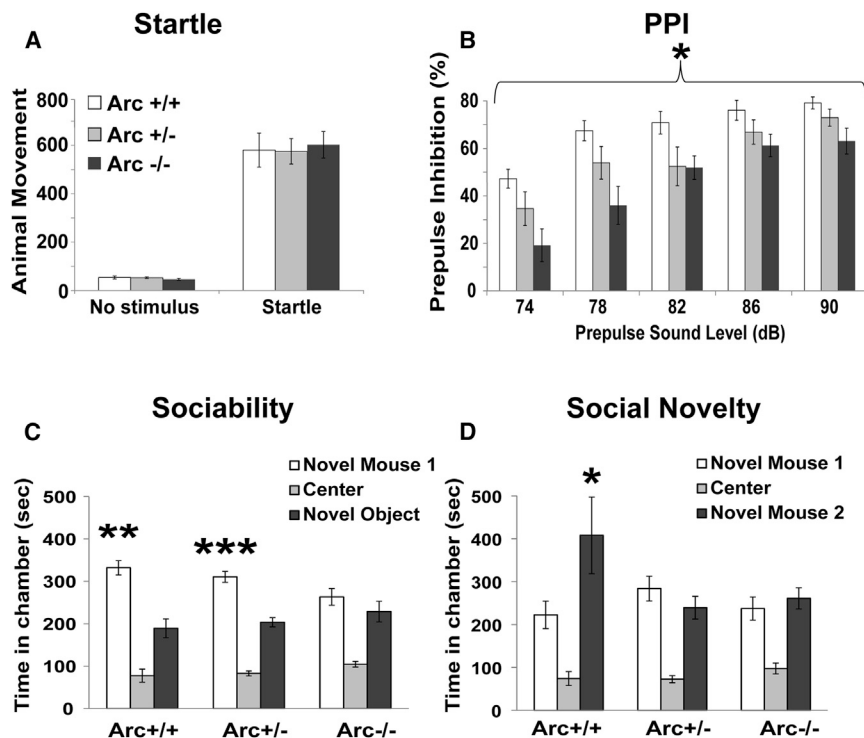 A
Startle
Animal Movement
800
600
400
200
0
Arc +/+
Arc +/-
Arc -/-
No stimulus
Startle
B
PPI
*
Prepulse Inhibition (%)
80
60
40
20
0
74
78
82
86
90
Prepulse Sound Level (dB)
C
Sociability
Novel Mouse 1
Center
Novel Object
Time in chamber (sec)
500
400
300
200
100
0
**
***
Arc+/+
Arc+/-
Arc-/-
D
Social Novelty
Novel Mouse 1
Center
Novel Mouse 2
Time in chamber (sec)
500
400
300
200
100
0
*
Arc+/+
Arc+/-
Arc-/-